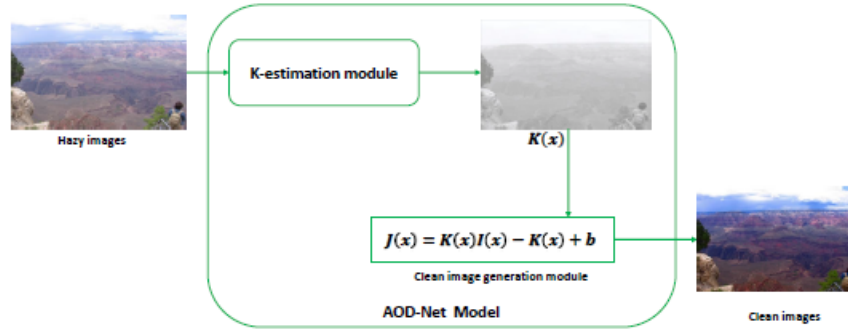 K-estimation module
Hazy images
K(x)
J(x) = K(x)I(x) − K(x) + b
Clean image generation module
AOD-Net Model
Clean images